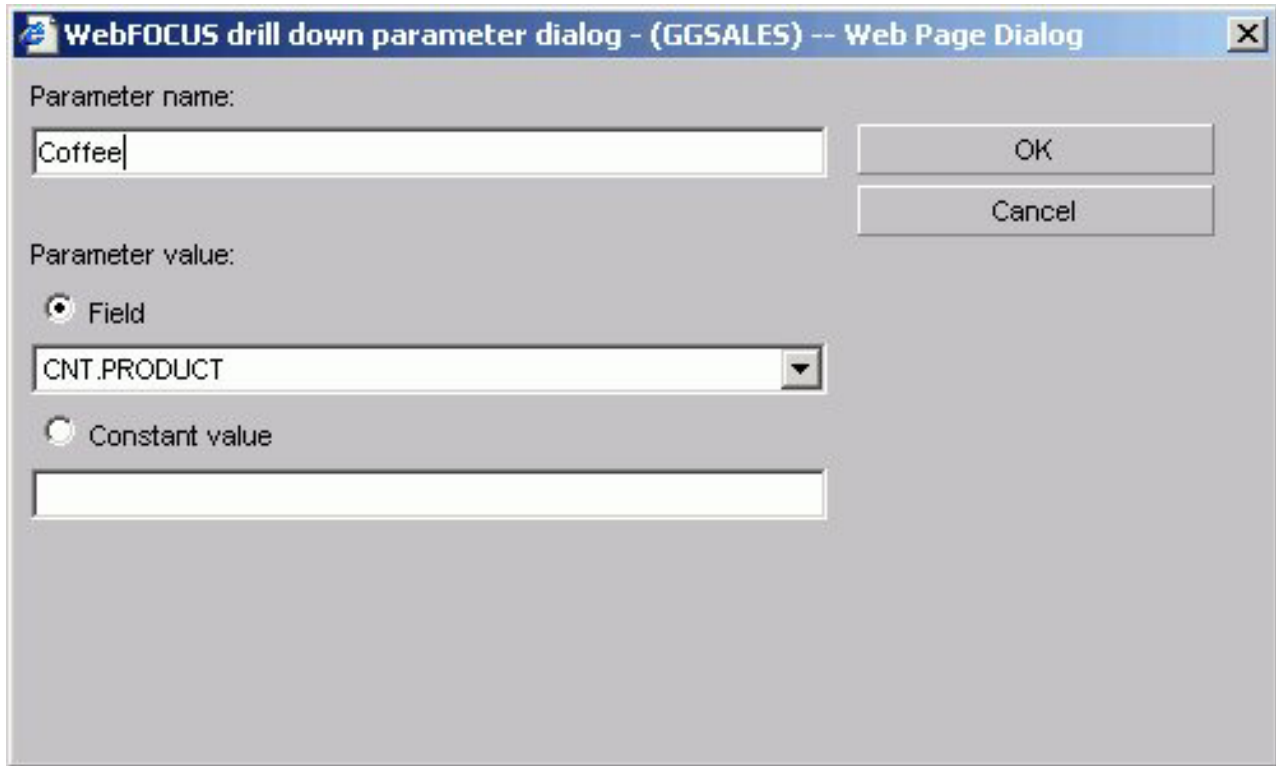 WebFOCUS drill down parameter dialog - (GGSALES) -- Web Page Dialog
Parameter name:
Coffee
OK
Cancel
Parameter value:
Field
CNT.PRODUCT
Constant value